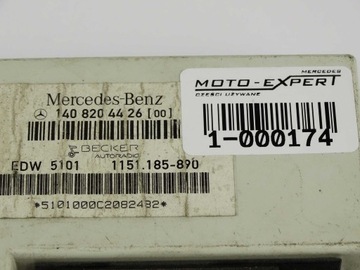 Mercedes-Benz
140 820 44 26 [00]
BECKER
AUTORADIO
EDW 5101 1151.185-890
*5101000C2082432*
MERCEDES
MOTO-EXPERT
CZĘŚCI UŻYWANE
1-000174